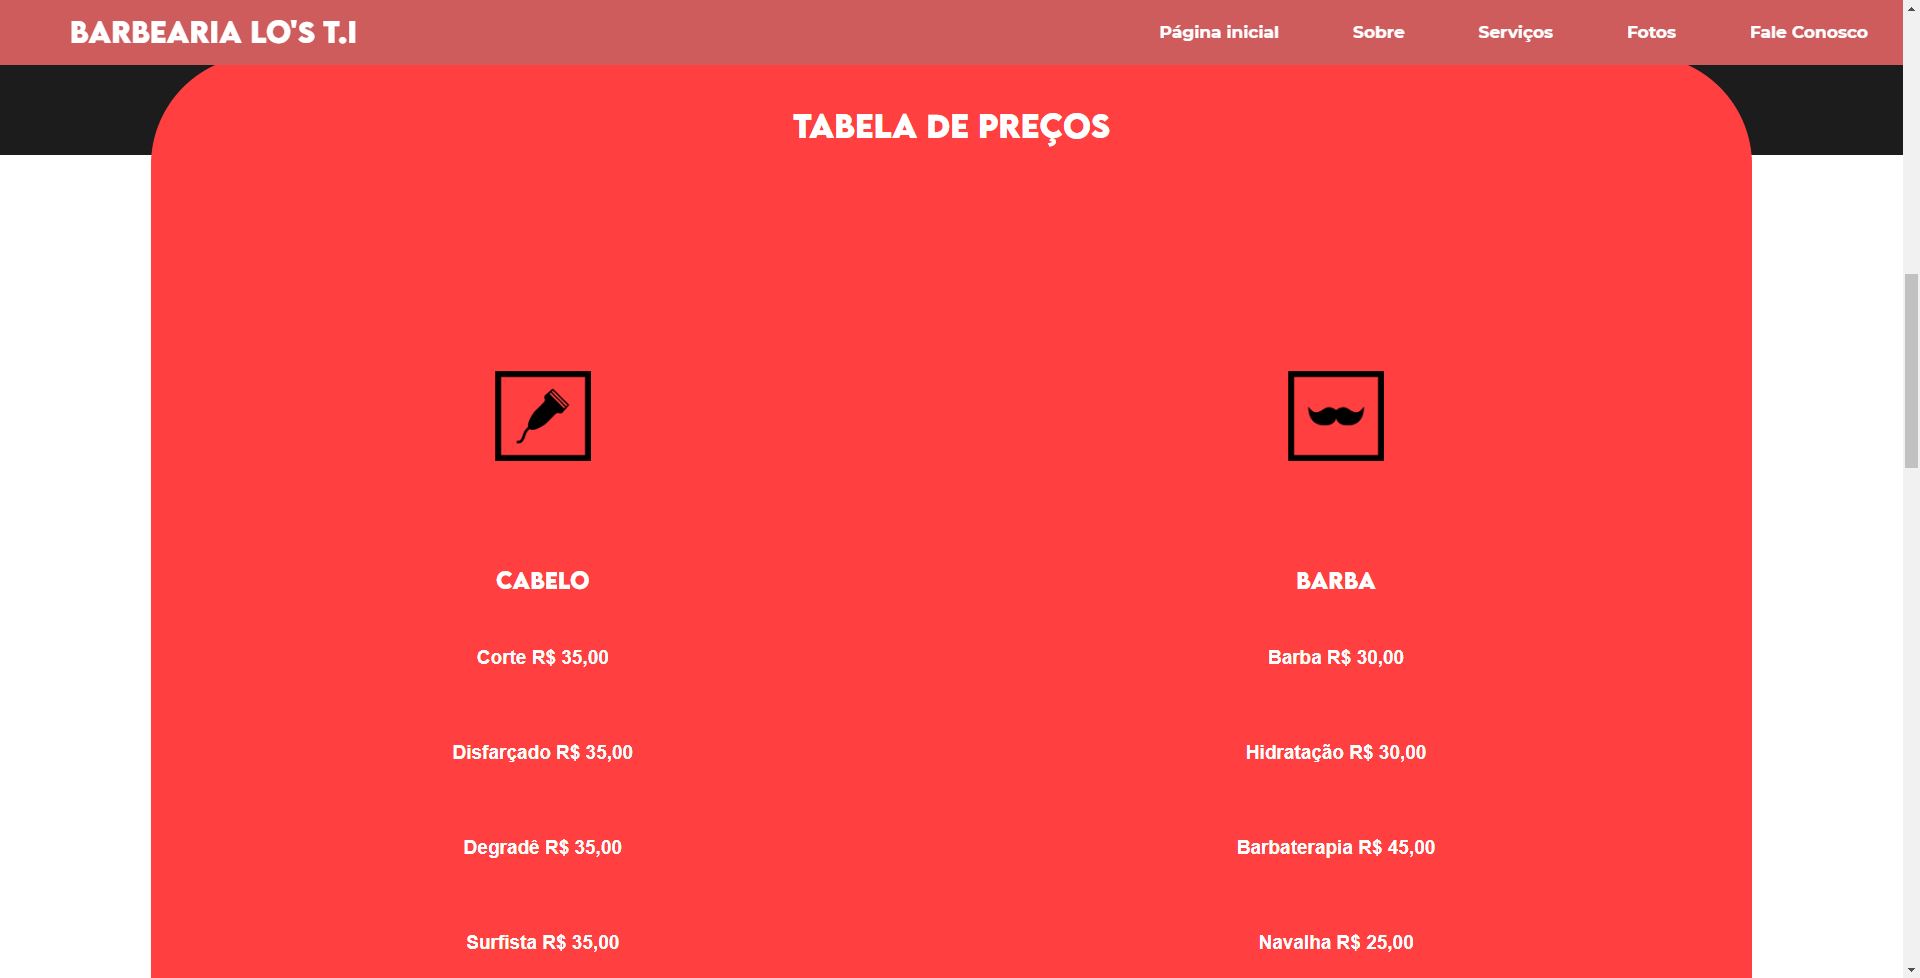 BARBEARIA LO'S T.I
Página inicial
Sobre
Serviços
Fotos
Fale Conosco
TABELA DE PREÇOS
CABELO
Corte R$ 35,00
Disfarçado R$ 35,00
Degradê R$ 35,00
Surfista R$ 35,00
BARBA
Barba R$ 30,00
Hidratação R$ 30,00
Barbaterapia R$ 45,00
Navalha R$ 25,00